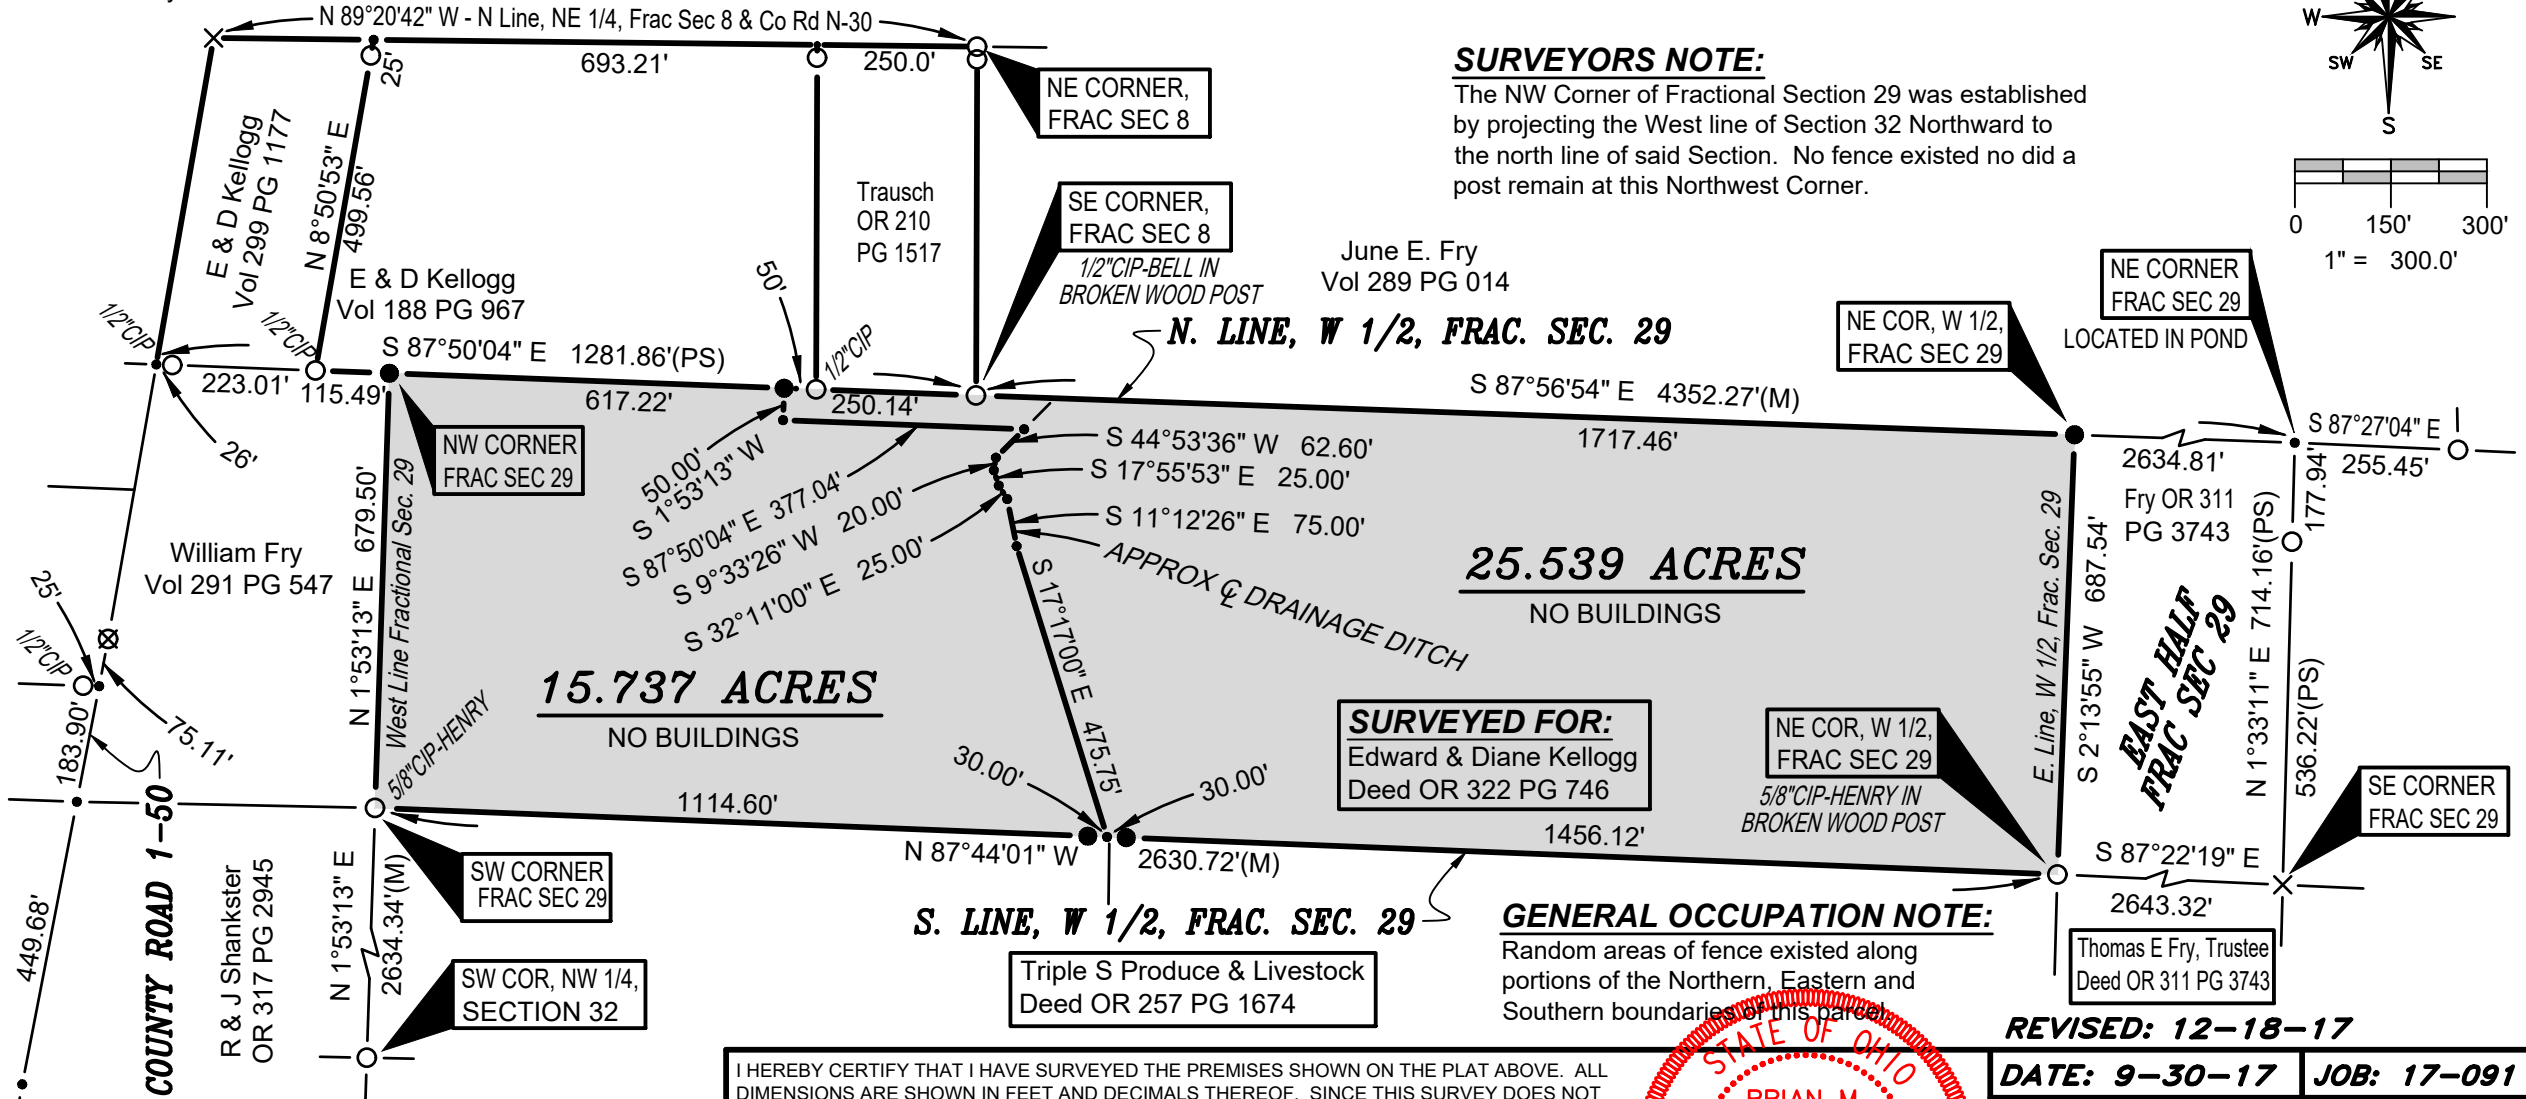 N 89°20'42" W - N Line, NE 1/4, Frac Sec 8 & Co Rd N-30
693.21'
250.0'
25'
NE CORNER,
FRAC SEC 8
SURVEYORS NOTE:
The NW Corner of Fractional Section 29 was established
by projecting the West line of Section 32 Northward to
the north line of said Section. No fence existed no did a
post remain at this Northwest Corner.
W
SW
SE
S
0 150' 300'
1" = 300.0'
E & D Kellogg
Vol 299 PG 1177
N 8°50'53" E
499.56'
Trausch
OR 210
PG 1517
SE CORNER,
FRAC SEC 8
1/2"CIP-BELL IN
BROKEN WOOD POST
June E. Fry
Vol 289 PG 014
E & D Kellogg
Vol 188 PG 967
50'
1/2"CIP
1/2"CIP
1/2"CIP
N. LINE, W 1/2, FRAC. SEC. 29
NE COR, W 1/2,
FRAC SEC 29
NE CORNER
FRAC SEC 29
LOCATED IN POND
S 87°50'04" E 1281.86'(PS)
223.01'
115.49'
617.22'
250.14'
S 87°56'54" E 4352.27'(M)
1717.46'
S 87°27'04" E
2634.81'
255.45'
26'
NW CORNER
FRAC SEC 29
50.00'
S 1°53'13" W
S 87°50'04" E 377.04'
S 9°33'26" W 20.00'
S 32°11'00" E 25.00'
S 44°53'36" W 62.60'
S 17°55'53" E 25.00'
S 11°12'26" E 75.00'
APPROX ℄ DRAINAGE DITCH
S 17°17'00" E 475.75'
N 1°53'13" E 679.50'
West Line Fractional Sec. 29
William Fry
Vol 291 PG 547
25'
1/2"CIP
75.11'
183.90'
449.68'
COUNTY ROAD 1-50
15.737 ACRES
NO BUILDINGS
25.539 ACRES
NO BUILDINGS
E. Line, W 1/2, Frac. Sec. 29
S 2°13'55" W 687.54'
Fry OR 311
PG 3743
177.94'
N 1°33'11" E 714.16'(PS)
536.22'(PS)
EAST HALF
FRAC SEC 29
5/8"CIP-HENRY
1114.60'
30.00'
30.00'
SURVEYED FOR:
Edward & Diane Kellogg
Deed OR 322 PG 746
NE COR, W 1/2,
FRAC SEC 29
5/8"CIP-HENRY IN
BROKEN WOOD POST
SE CORNER
FRAC SEC 29
N 87°44'01" W
2630.72'(M)
1456.12'
S 87°22'19" E
2643.32'
SW CORNER
FRAC SEC 29
R & J Shankster
OR 317 PG 2945
N 1°53'13" E
2634.34'(M)
SW COR, NW 1/4,
SECTION 32
S. LINE, W 1/2, FRAC. SEC. 29
Triple S Produce & Livestock
Deed OR 257 PG 1674
GENERAL OCCUPATION NOTE:
Random areas of fence existed along
portions of the Northern, Eastern and
Southern boundaries of this parcel.
Thomas E Fry, Trustee
Deed OR 311 PG 3743
REVISED: 12-18-17
DATE: 9-30-17
JOB: 17-091
STATE OF OHIO
BRIAN M.
I HEREBY CERTIFY THAT I HAVE SURVEYED THE PREMISES SHOWN ON THE PLAT ABOVE. ALL
DIMENSIONS ARE SHOWN IN FEET AND DECIMALS THEREOF. SINCE THIS SURVEY DOES NOT